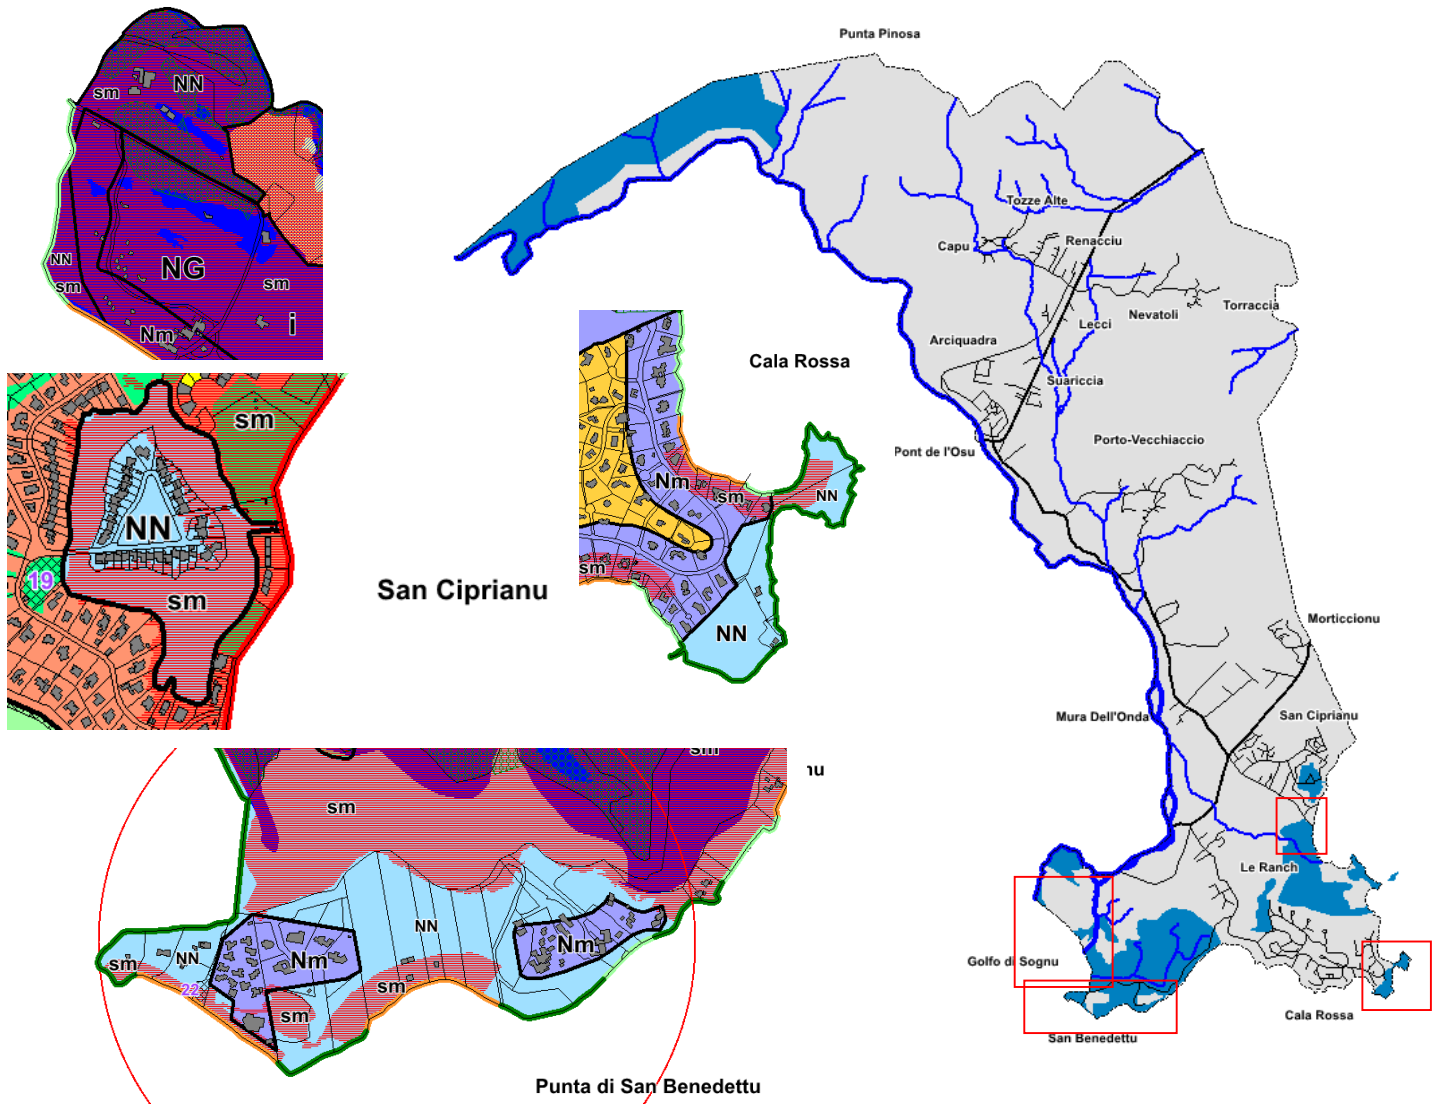 Punta Pinosa
NN
sm
NN
sm
NG
sm
i
Nm
Tozze Alte
Renacciu
Capu
Torraccia
Nevatoli
Lecci
Arciquadra
Suariccia
Cala Rossa
Porto-Vecchiaccio
Pont de l'Osu
sm
NN
19
sm
Nm
sm
NN
sm
NN
San Ciprianu
Morticcionu
Mura Dell'Onda
San Ciprianu
sm
nu
sm
Le Ranch
NN
Nm
NN
Nm
sm
sm
22
sm
Golfo di Sognu
Cala Rossa
San Benedettu
Punta di San Benedettu